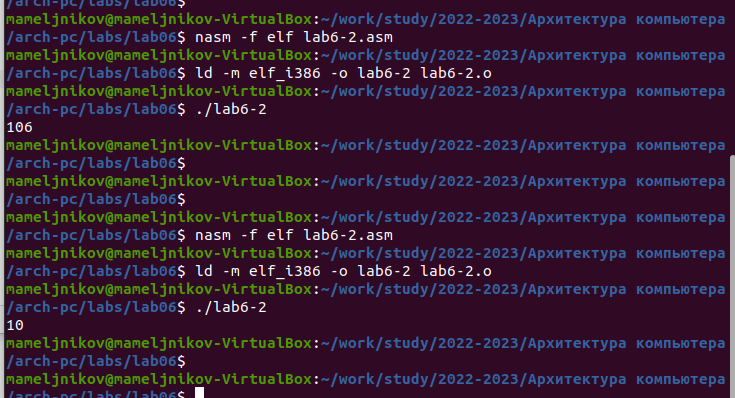 /arch-pc/labs/lab06$
mameljnikov@mameljnikov-VirtualBox:~/work/study/2022-2023/Архитектура компьютера
/arch-pc/labs/lab06$ nasm -f elf lab6-2.asm
mameljnikov@mameljnikov-VirtualBox:~/work/study/2022-2023/Архитектура компьютера
/arch-pc/labs/lab06$ ld -m elf_i386 -o lab6-2 lab6-2.o
mameljnikov@mameljnikov-VirtualBox:~/work/study/2022-2023/Архитектура компьютера
/arch-pc/labs/lab06$ ./lab6-2
106
mameljnikov@mameljnikov-VirtualBox:~/work/study/2022-2023/Архитектура компьютера
/arch-pc/labs/lab06$
mameljnikov@mameljnikov-VirtualBox:~/work/study/2022-2023/Архитектура компьютера
/arch-pc/labs/lab06$
mameljnikov@mameljnikov-VirtualBox:~/work/study/2022-2023/Архитектура компьютера
/arch-pc/labs/lab06$ nasm -f elf lab6-2.asm
mameljnikov@mameljnikov-VirtualBox:~/work/study/2022-2023/Архитектура компьютера
/arch-pc/labs/lab06$ ld -m elf_i386 -o lab6-2 lab6-2.o
mameljnikov@mameljnikov-VirtualBox:~/work/study/2022-2023/Архитектура компьютера
/arch-pc/labs/lab06$ ./lab6-2
10
mameljnikov@mameljnikov-VirtualBox:~/work/study/2022-2023/Архитектура компьютера
/arch-pc/labs/lab06$
mameljnikov@mameljnikov-VirtualBox:~/work/study/2022-2023/Архитектура компьютера
/arch-pc/labs/lab06$